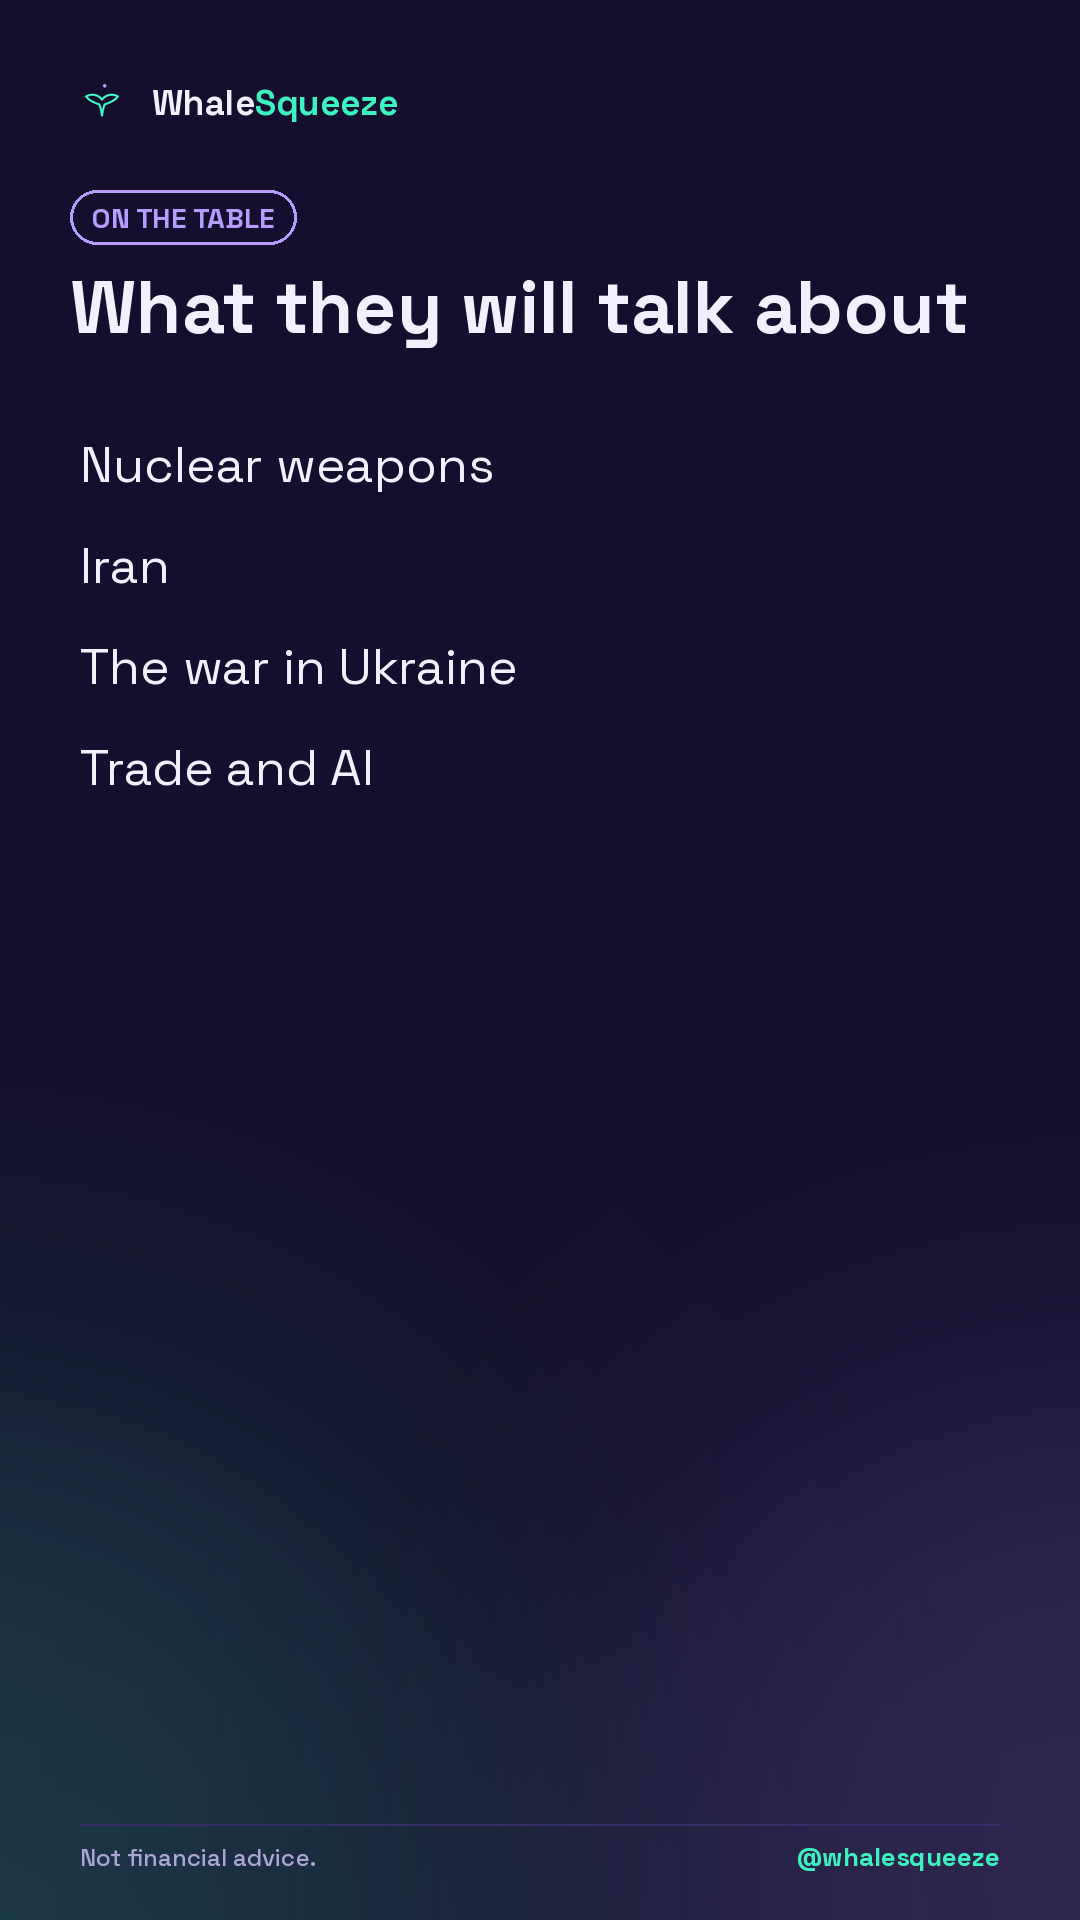 WhaleSqueeze
ON THE TABLE
What they will talk about
Nuclear weapons
Iran
The war in Ukraine
Trade and AI
Not financial advice.
@whalesqueeze